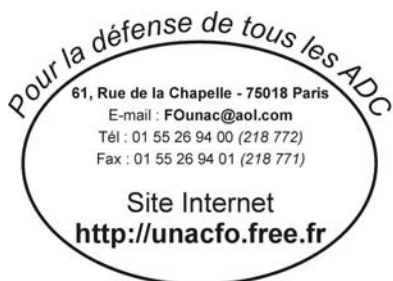 Pour la défense de tous les ADC
61, Rue de la Chapelle - 75018 Paris
E-mail : FOunac@aol.com
Tél : 01 55 26 94 00 (218 772)
Fax : 01 55 26 94 01 (218 771)
Site Internet
http://unacfo.free.fr